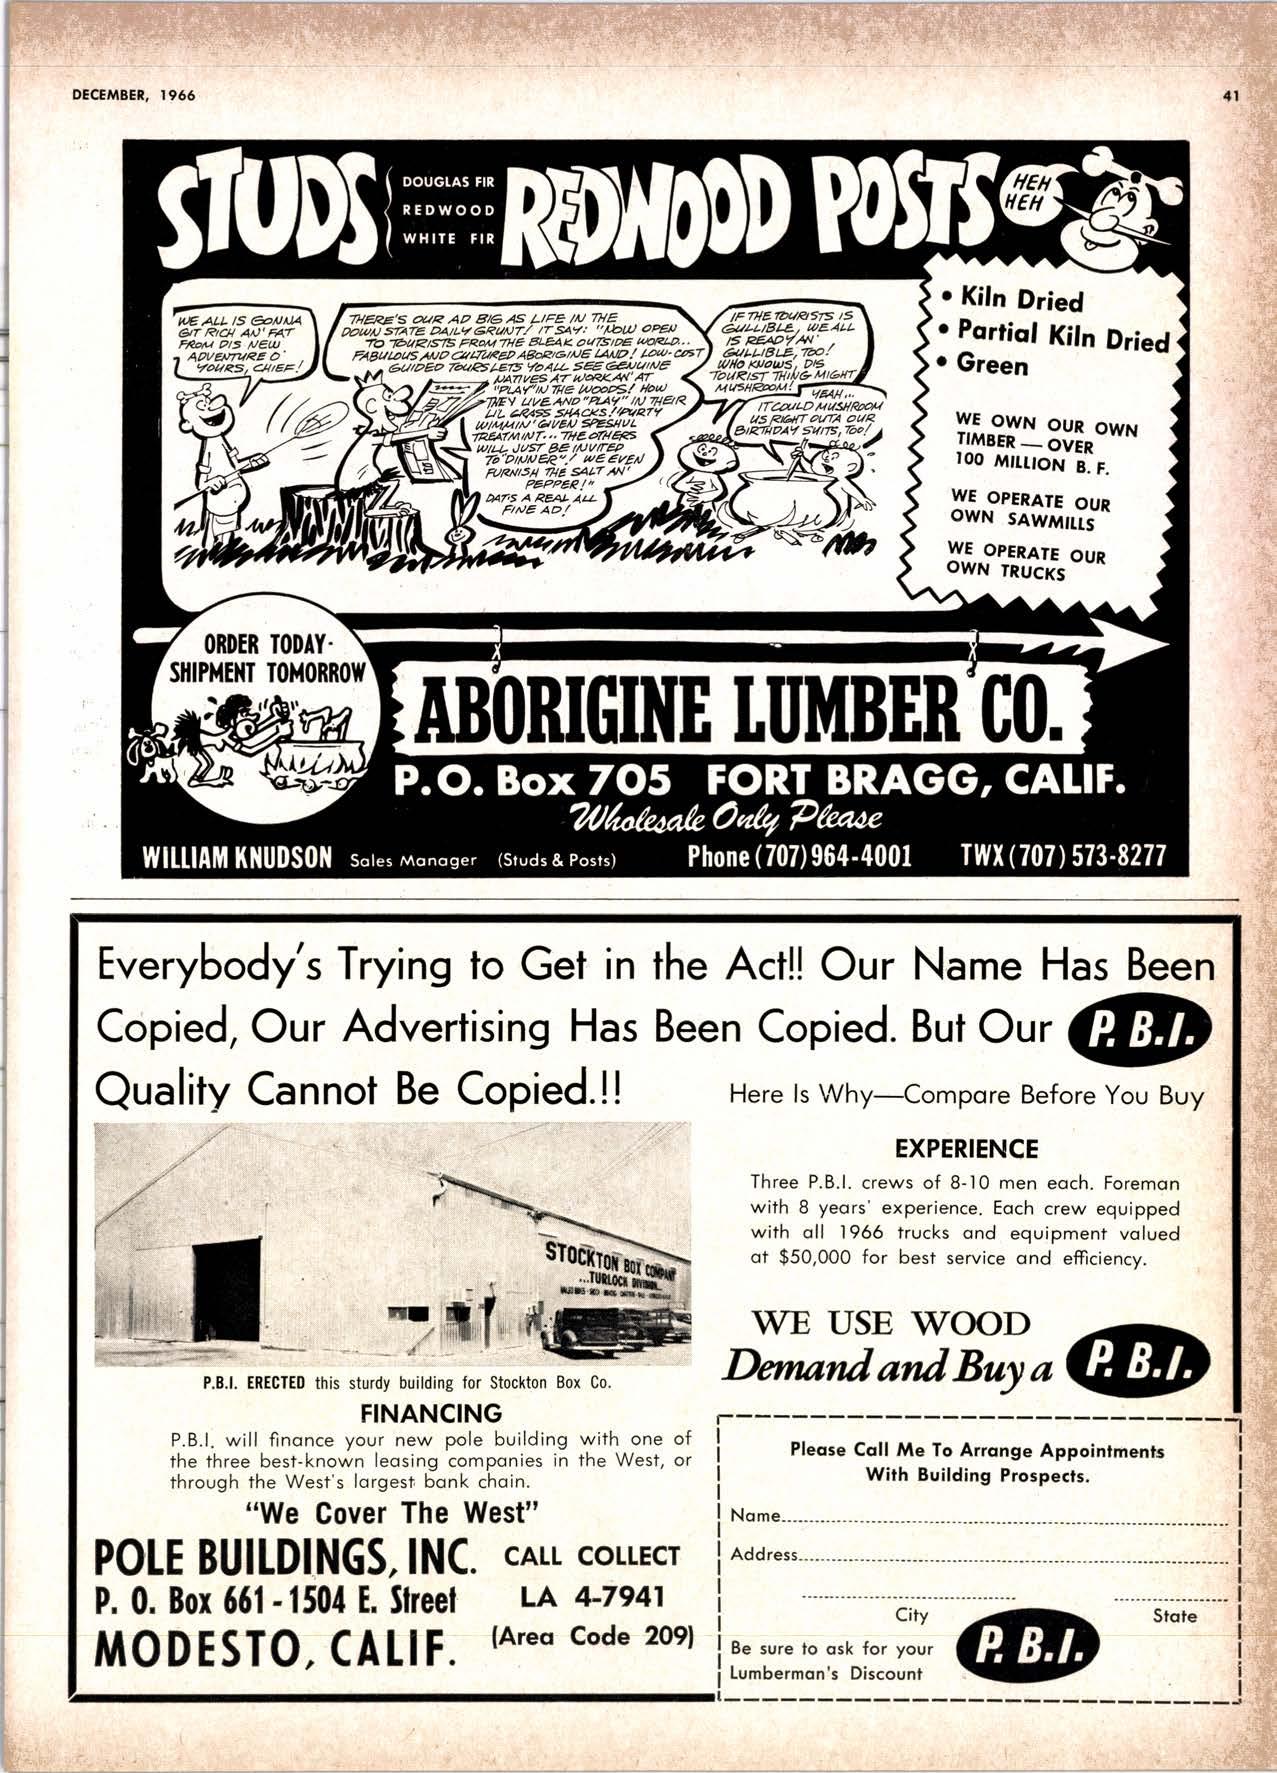 DECEMBER, 1966
41
STUDS
DOUGLAS FIR
REDWOOD
WHITE FIR
REDWOOD POSTS
HEH
HEH
WE ALL IS GONNA
GIT RICH AN' FAT
FROM DIS NEW
ADVENTURE O'
YOURS, CHIEF!
THERE'S OUR AD BIG AS LIFE IN THE
DOWN STATE DAILY GRUNT! IT SAY: "NOW OPEN
TO TOURISTS FROM THE BLEAK OUTSIDE WORLD..
FABULOUS AND CULTURED ABORIGINE LAND! LOW-COST
GUIDED TOURS LETS YO ALL SEE GENUINE
NATIVES AT WORK AN' AT
"PLAY" IN THE WOODS! HOW
THEY LIVE AND "PLAY" IN THEIR
LI'L GRASS SHACKS! PURTY
WIMMIN' GIVEN SPESHUL
TREATMINT... THE OTHERS
WILL JUST BE INVITED
TO "DINNER"! WE EVEN
FURNISH THE SALT AN'
PEPPER!"
DAT'S A REAL ALL
FINE AD!
IF THE TOURISTS IS
GULLIBLE, WE ALL
IS READY AN'
GULLIBLE, TOO!
WHO KNOWS, DIS
TOURIST THING MIGHT
MUSHROOM!
YEAH,..
IT COULD MUSHROOM
US RIGHT OUTA OUR
BIRTHDAY SUITS, TOO!
• Kiln Dried
• Partial Kiln Dried
• Green
WE OWN OUR OWN
TIMBER — OVER
100 MILLION B. F.
WE OPERATE OUR
OWN SAWMILLS
WE OPERATE OUR
OWN TRUCKS
ORDER TODAY-
SHIPMENT TOMORROW
ABORIGINE LUMBER CO.
P.O. Box 705 FORT BRAGG, CALIF.
Wholesale Only Please
WILLIAM KNUDSON Sales Manager (Studs & Posts) Phone (707) 964-4001 TWX (707) 573-8277
Everybody's Trying to Get in the Act!! Our Name Has Been
Copied, Our Advertising Has Been Copied. But Our P.B.I.
Quality Cannot Be Copied.!!
Here Is Why—Compare Before You Buy
EXPERIENCE
Three P.B.I. crews of 8-10 men each. Foreman
with 8 years' experience. Each crew equipped
with all 1966 trucks and equipment valued
at $50,000 for best service and efficiency.
STOCKTON BOX COMPANY
...TURLOCK DIVISION...
P.B.I. ERECTED this sturdy building for Stockton Box Co.
WE USE WOOD
Demand and Buy a P.B.I.
FINANCING
P.B.I. will finance your new pole building with one of
the three best-known leasing companies in the West, or
through the West's largest bank chain.
"We Cover The West"
POLE BUILDINGS, INC.
P. O. Box 661 - 1504 E. Street
MODESTO, CALIF.
CALL COLLECT
LA 4-7941
(Area Code 209)
Please Call Me To Arrange Appointments
With Building Prospects.
Name
Address
City State
Be sure to ask for your
Lumberman's Discount
P.B.I.